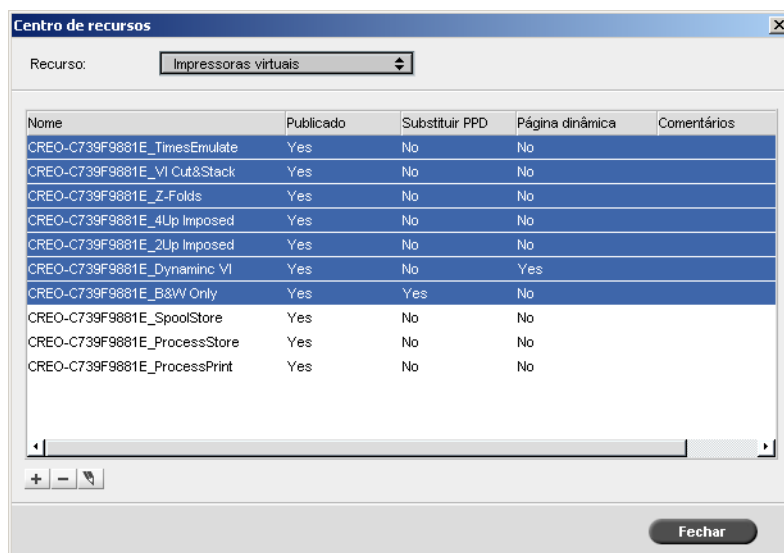 Centro de recursos
Recurso: Impressoras virtuais
Nome Publicado Substituir PPD Página dinâmica Comentários
CREO-C739F9881E_TimesEmulate Yes No No
CREO-C739F9881E_VI Cut&Stack Yes No No
CREO-C739F9881E_Z-Folds Yes No No
CREO-C739F9881E_4Up Imposed Yes No No
CREO-C739F9881E_2Up Imposed Yes No No
CREO-C739F9881E_Dynaminc VI Yes No Yes
CREO-C739F9881E_B&W Only Yes Yes No
CREO-C739F9881E_SpoolStore Yes No No
CREO-C739F9881E_ProcessStore Yes No No
CREO-C739F9881E_ProcessPrint Yes No No
Fechar